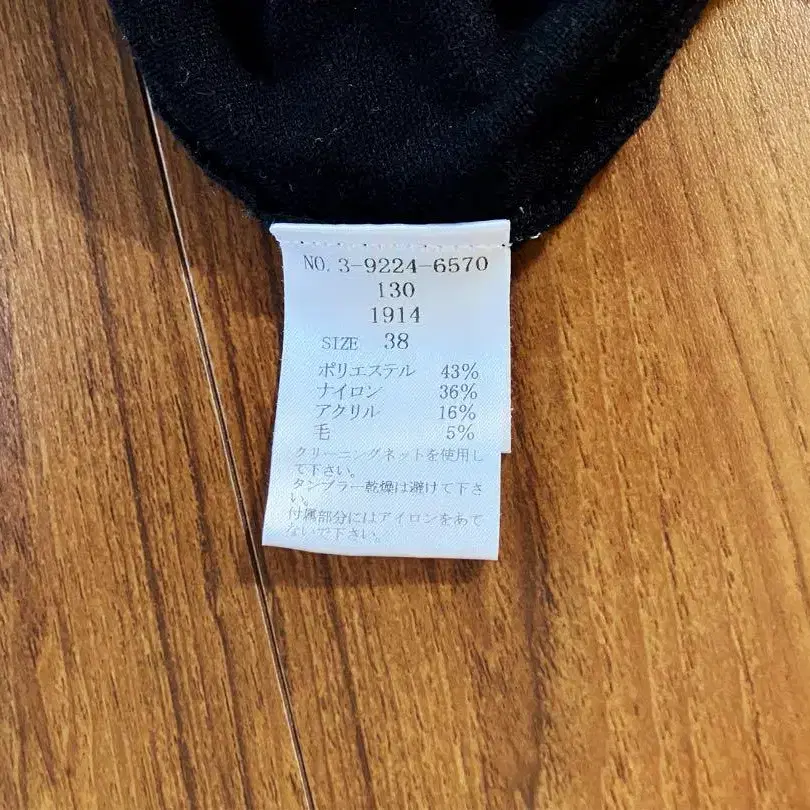 NO. 3-9224-6570
130
1914
SIZE 38
ポリエステル 43%
ナイロン 36%
アクリル 16%
毛 5%
クリーニングネットを使用し
て下さい。
タンブラー乾燥は避けて下さ
い。
付属部分にはアイロンをあて
ないで下さい。